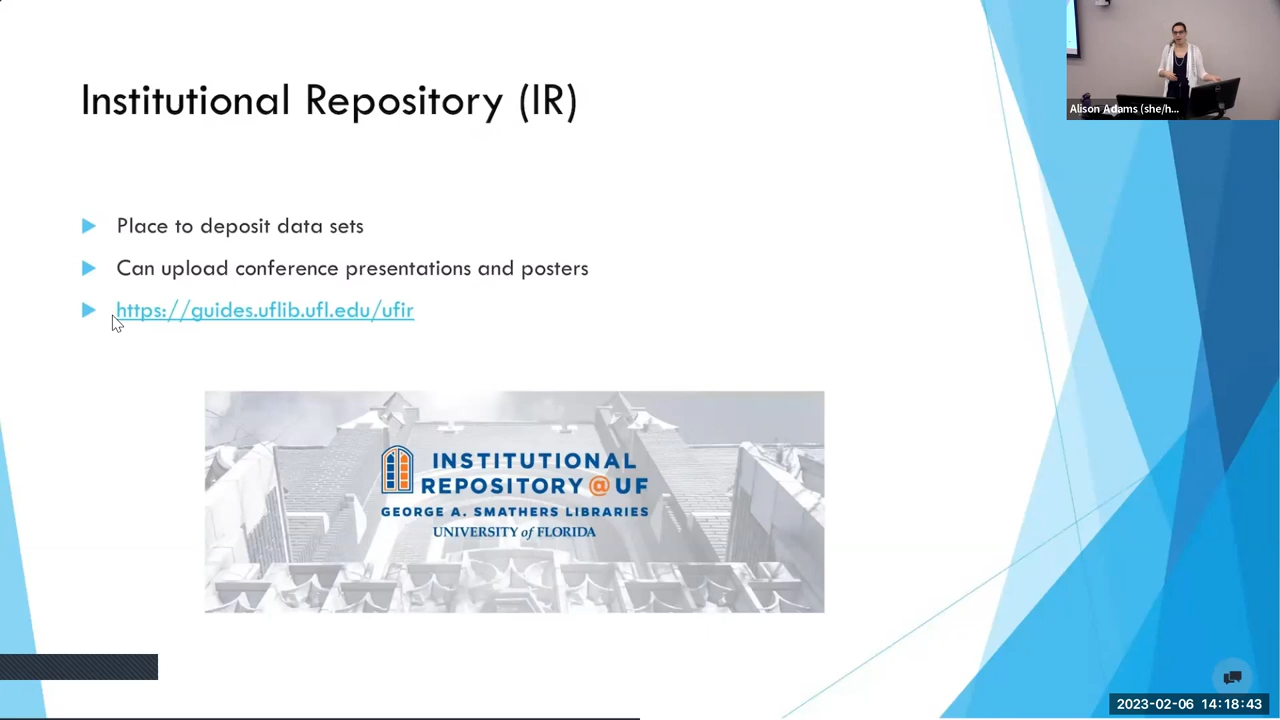 Institutional Repository (IR)
Place to deposit data sets
Can upload conference presentations and posters
https://guides.uflib.ufl.edu/ufir
INSTITUTIONAL
REPOSITORY@UF
GEORGE A. SMATHERS LIBRARIES
UNIVERSITY of FLORIDA
Alison Adams (she/h...
2023-02-06 14:18:43